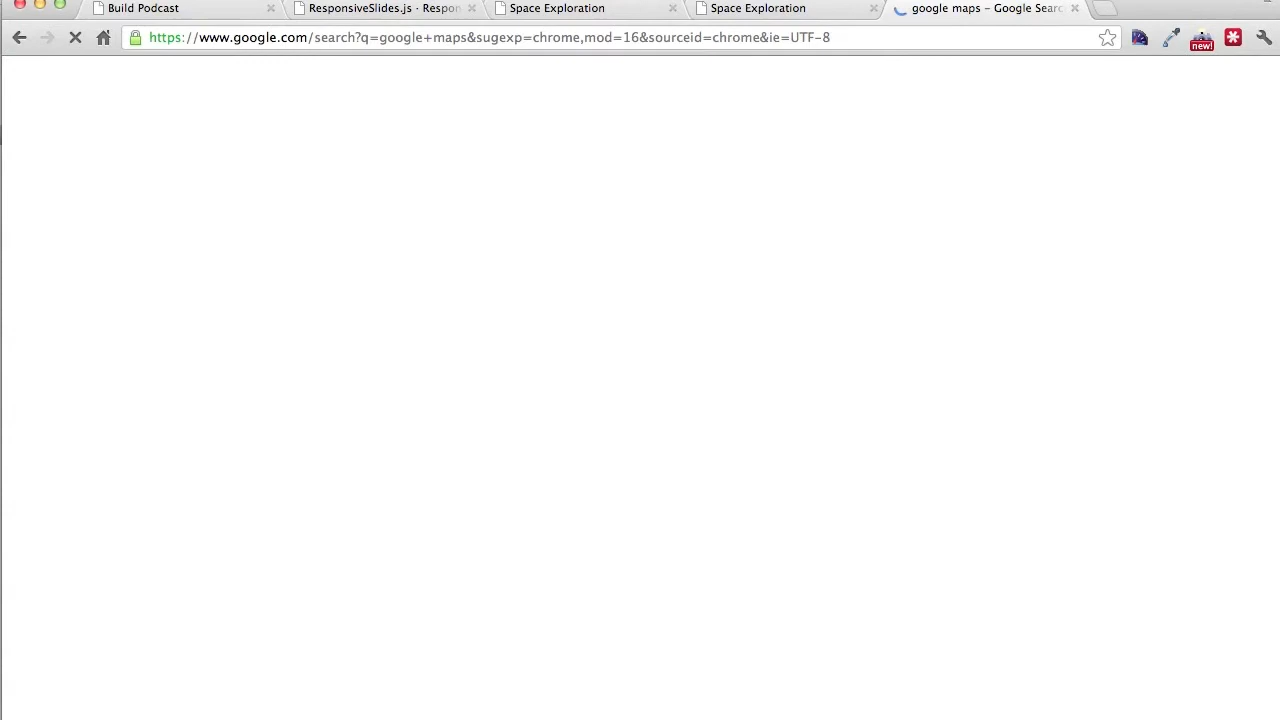 Build Podcast
ResponsiveSlides.js · Respon
Space Exploration
Space Exploration
google maps – Google Searc
https://www.google.com/search?q=google+maps&sugexp=chrome,mod=16&sourceid=chrome&ie=UTF-8
new!